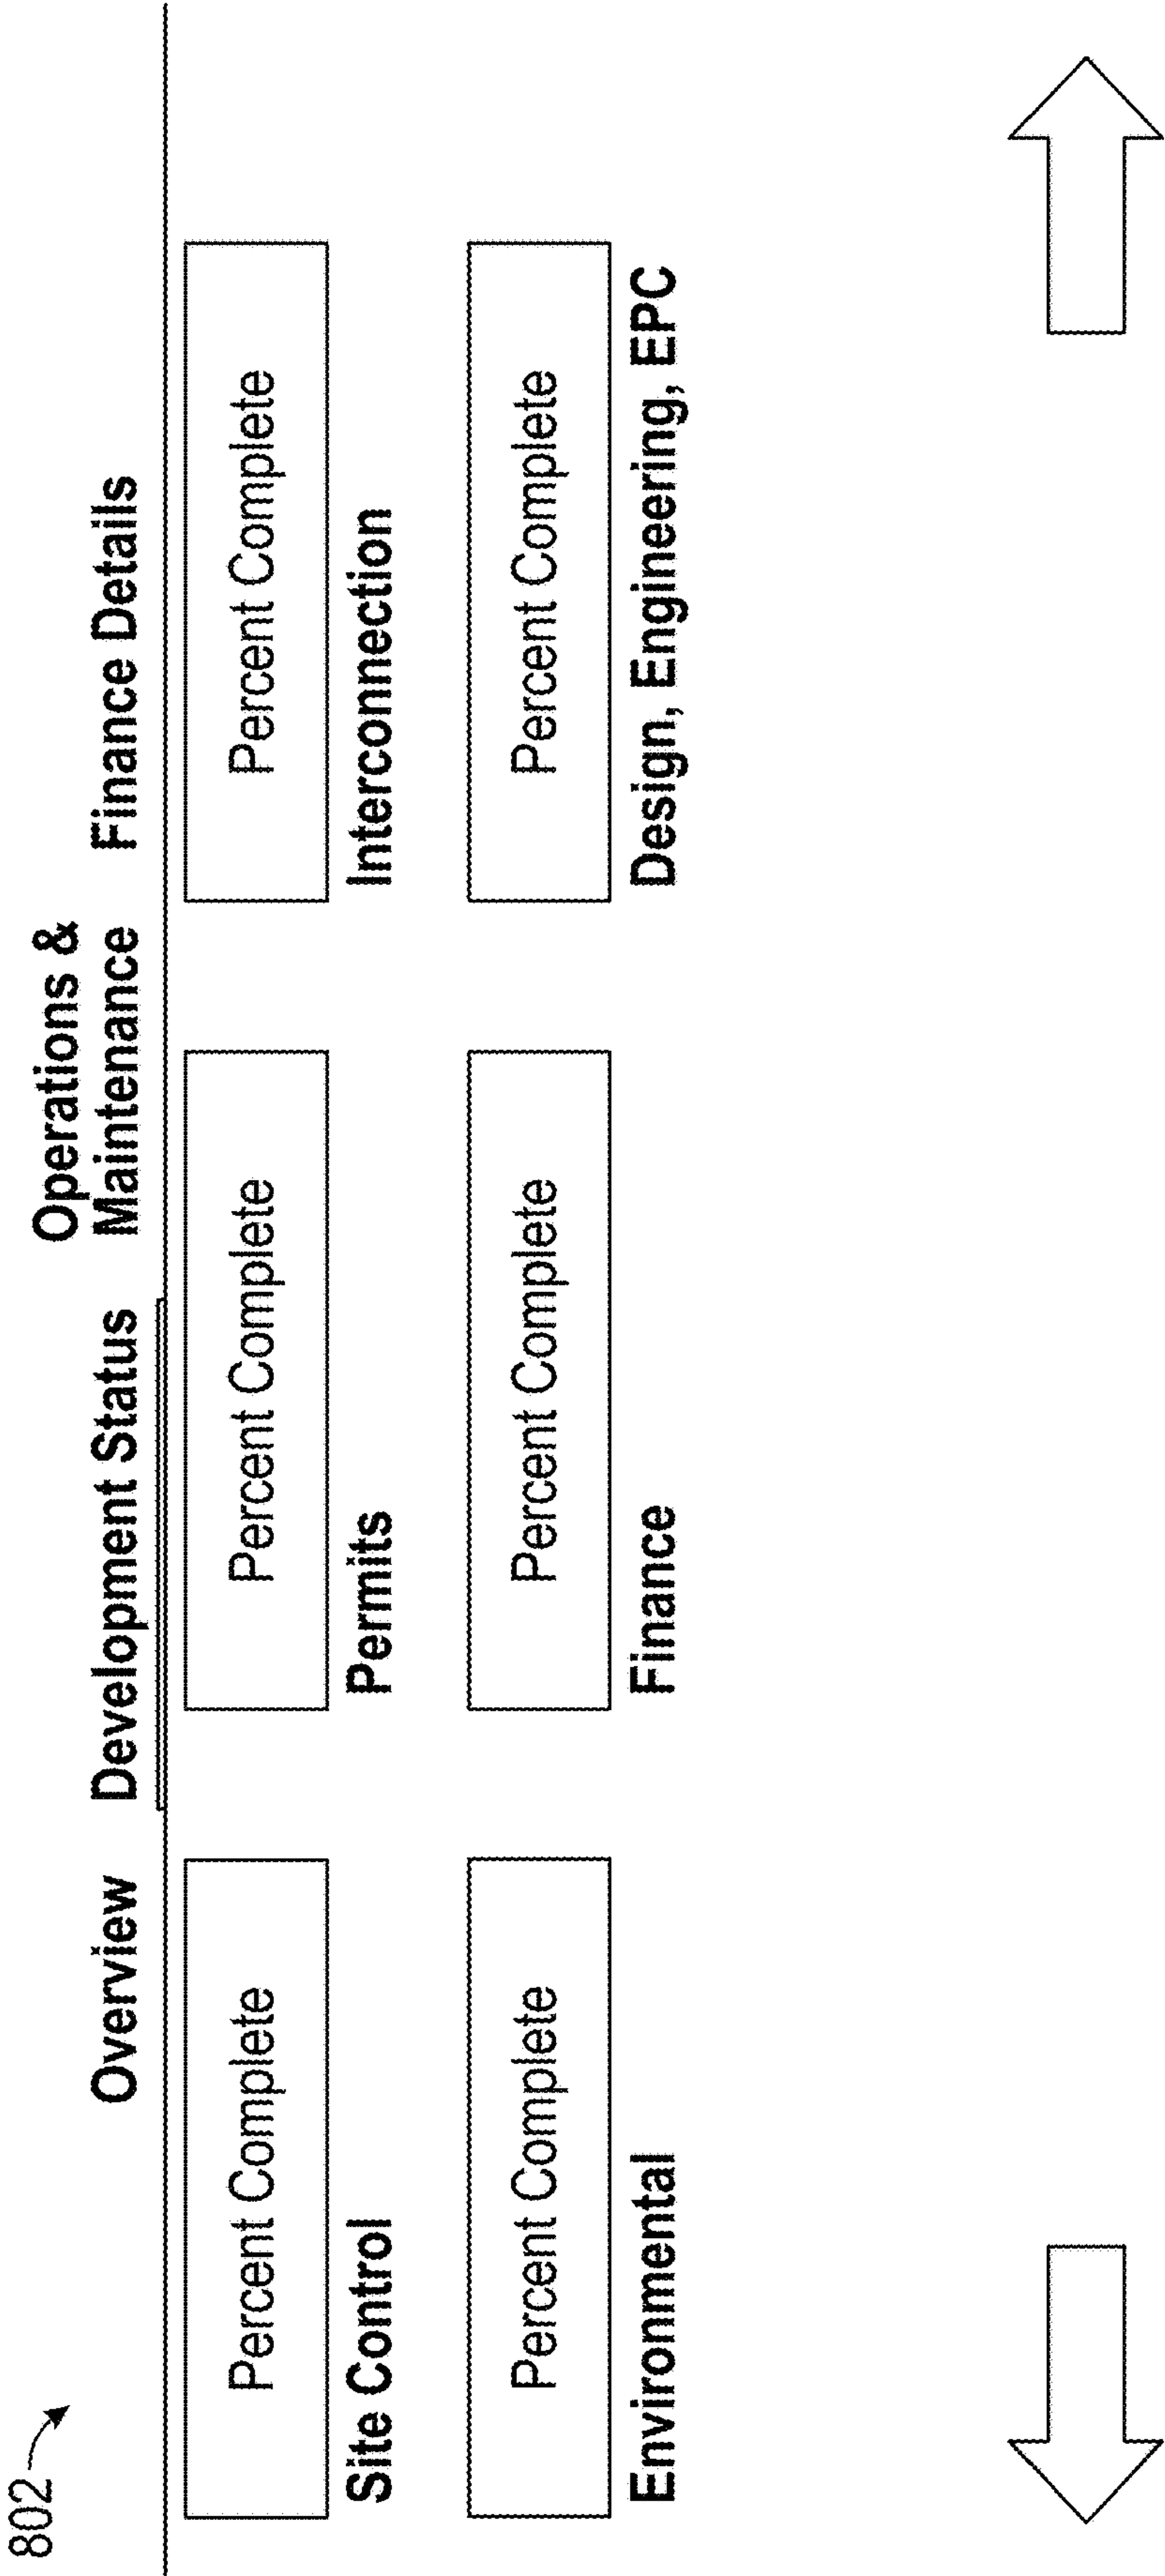 802
Overview
Development Status
Operations &
Maintenance
Finance Details
Percent Complete
Percent Complete
Percent Complete
Site Control
Permits
Interconnection
Percent Complete
Percent Complete
Percent Complete
Environmental
Finance
Design, Engineering, EPC